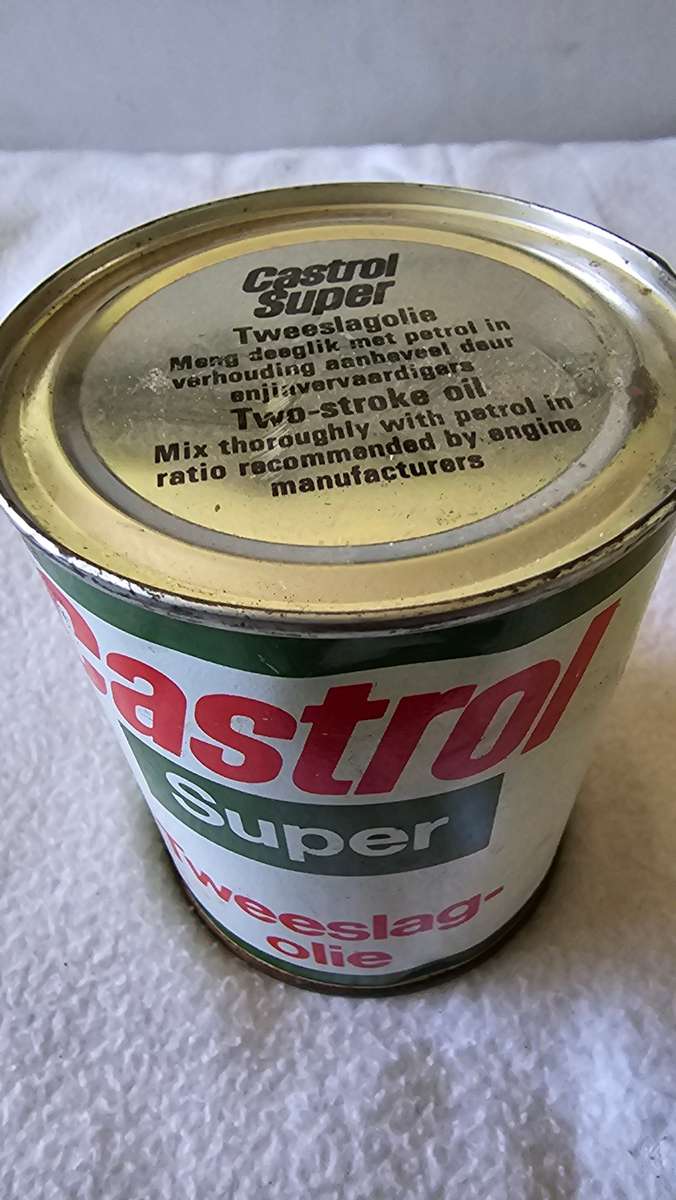 Castrol
Super
Tweeslagolie
Meng deeglik met petrol in
verhouding aanbeveel deur
enjinvervaardigers
Two-stroke oil
Mix thoroughly with petrol in
ratio recommended by engine
manufacturers
Castrol
Super
Tweeslag-
olie